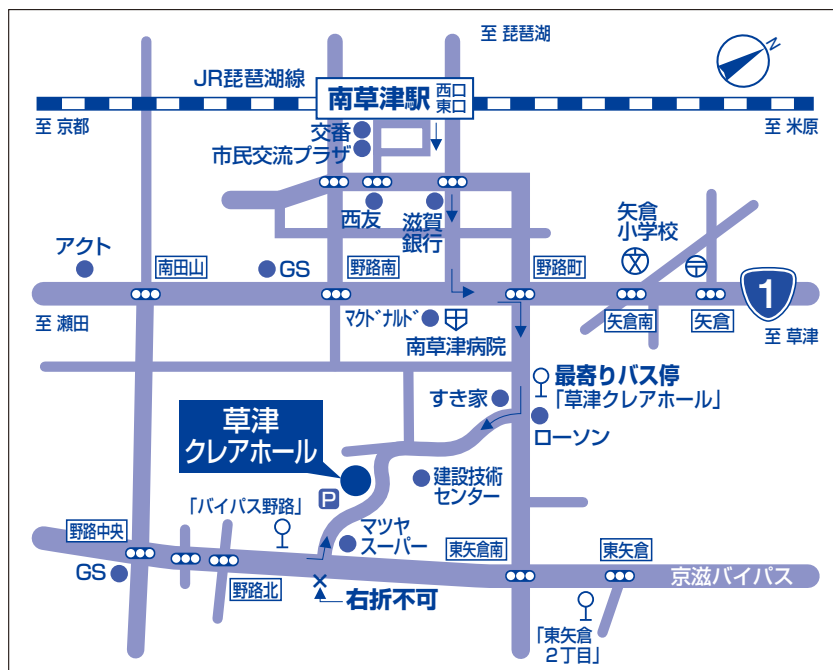 至 琵琶湖
N
JR琵琶湖線
南草津駅
西口
東口
至 京都
至 米原
交番
市民交流プラザ
西友
滋賀
銀行
矢倉
小学校
文
〒
アクト
南田山
GS
野路南
野路町
1
至 瀬田
マクドナルド
南草津病院
矢倉南
矢倉
至 草津
最寄りバス停
「草津クレアホール」
すき家
ローソン
草津
クレアホール
P
建設技術
センター
「バイパス野路」
マツヤ
スーパー
野路中央
東矢倉南
東矢倉
京滋バイパス
GS
野路北
右折不可
「東矢倉
2丁目」